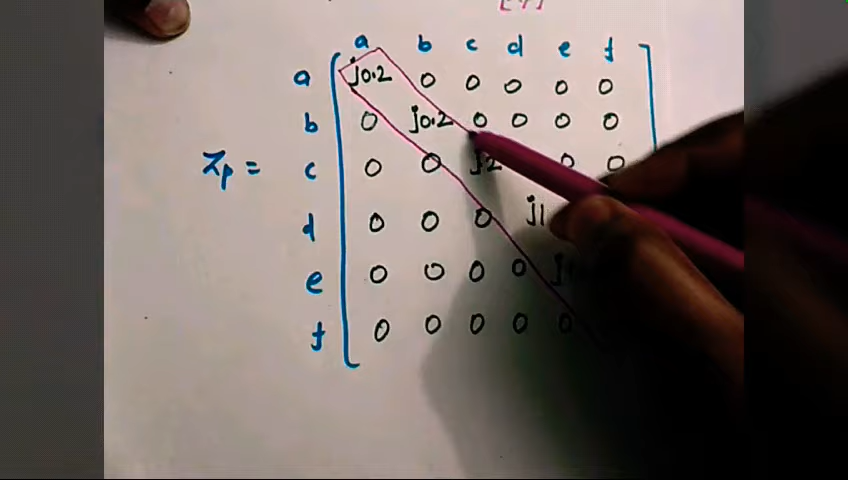 a b c d e f
a j0.2 0 0 0 0 0
b 0 j0.2 0 0 0 0
Zp = c 0 0 j2 0 0
d 0 0 0 j1
e 0 0 0 0
f 0 0 0 0 0